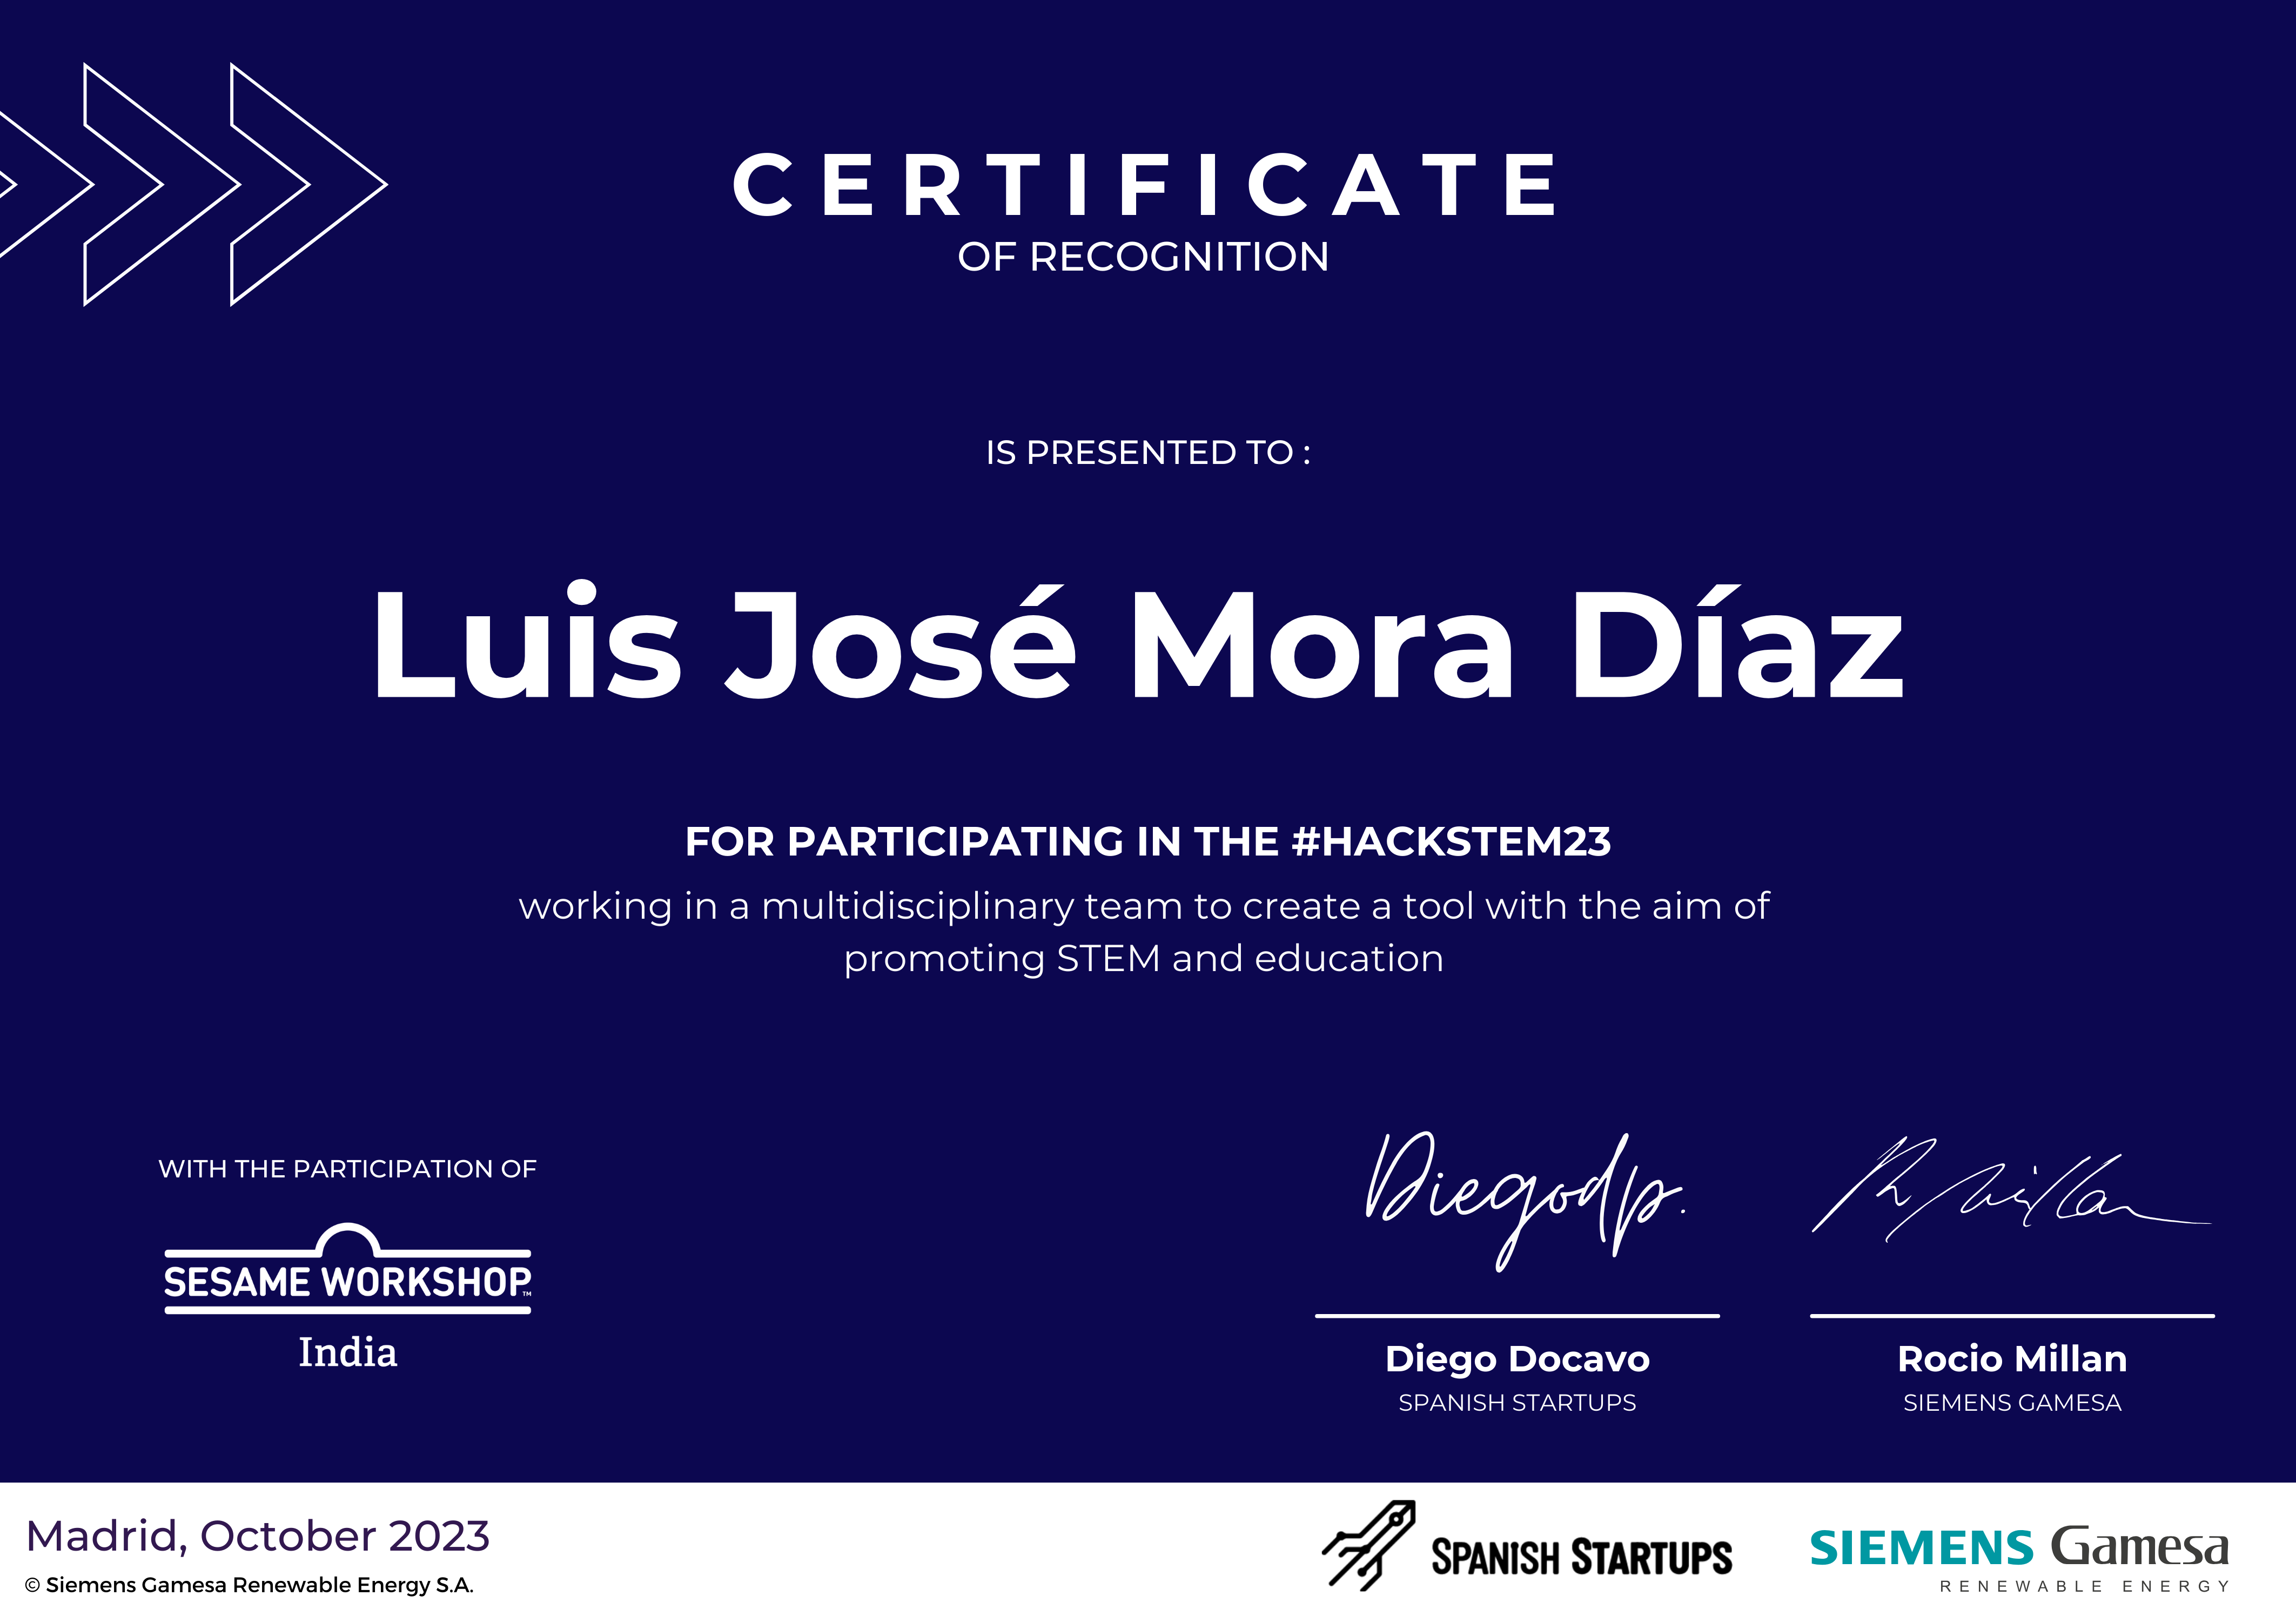 CERTIFICATE
OF RECOGNITION
IS PRESENTED TO :
Luis José Mora Díaz
FOR PARTICIPATING IN THE #HACKSTEM23
working in a multidisciplinary team to create a tool with the aim of
promoting STEM and education
WITH THE PARTICIPATION OF
SESAME WORKSHOP™
India
Diegodp.
R Millan
Diego Docavo
SPANISH STARTUPS
Rocio Millan
SIEMENS GAMESA
Madrid, October 2023
© Siemens Gamesa Renewable Energy S.A.
SPANISH STARTUPS
SIEMENS Gamesa
RENEWABLE ENERGY